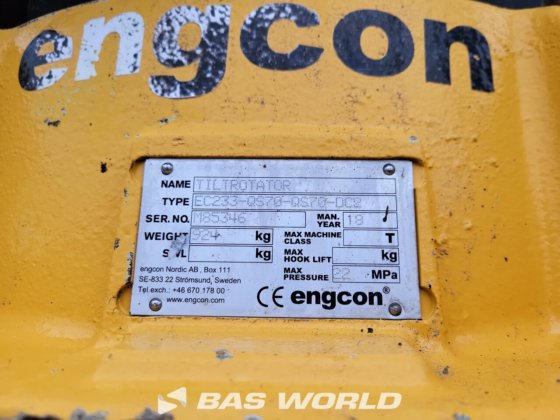 engcon
NAME TILTROTATOR
TYPE EC233-QS70-QS70-DC2
SER. NO. M85346 MAN. YEAR 18
WEIGHT 924 kg MAX MACHINE CLASS T
SWL kg MAX HOOK LIFT kg
MAX PRESSURE 22 MPa
engcon Nordic AB, Box 111
SE-833 22 Strömsund, Sweden
Tel.exch.: +46 670 178 00
www.engcon.com
CE engcon®
BAS WORLD